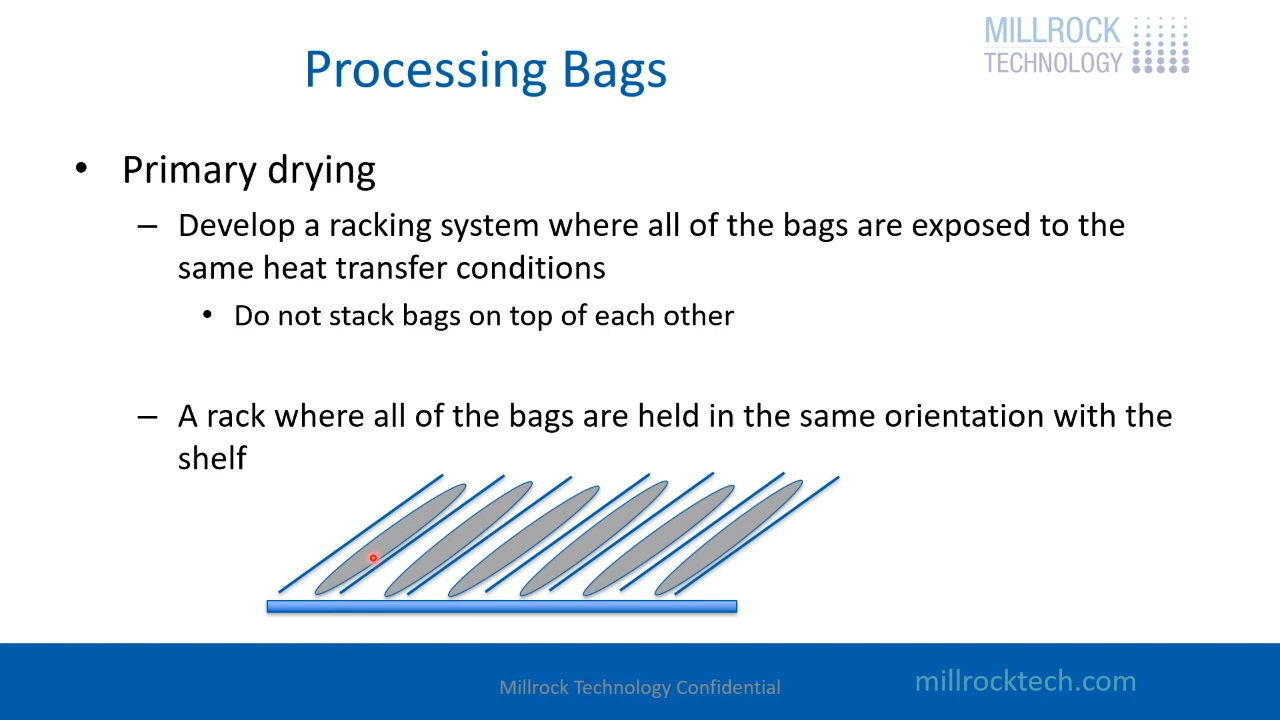 MILLROCK
TECHNOLOGY
Processing Bags
• Primary drying
– Develop a racking system where all of the bags are exposed to the
same heat transfer conditions
• Do not stack bags on top of each other
– A rack where all of the bags are held in the same orientation with the
shelf
Millrock Technology Confidential
millrocktech.com